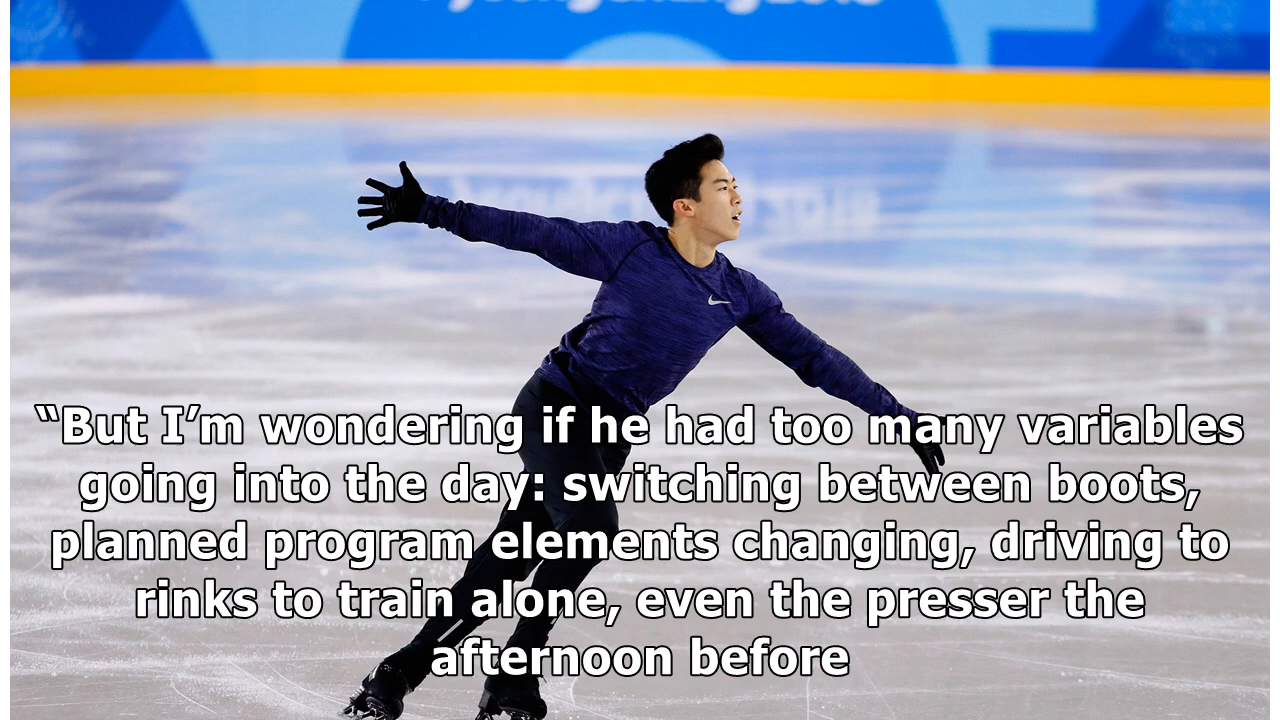 “But I’m wondering if he had too many variables
going into the day: switching between boots,
planned program elements changing, driving to
rinks to train alone, even the presser the
afternoon before